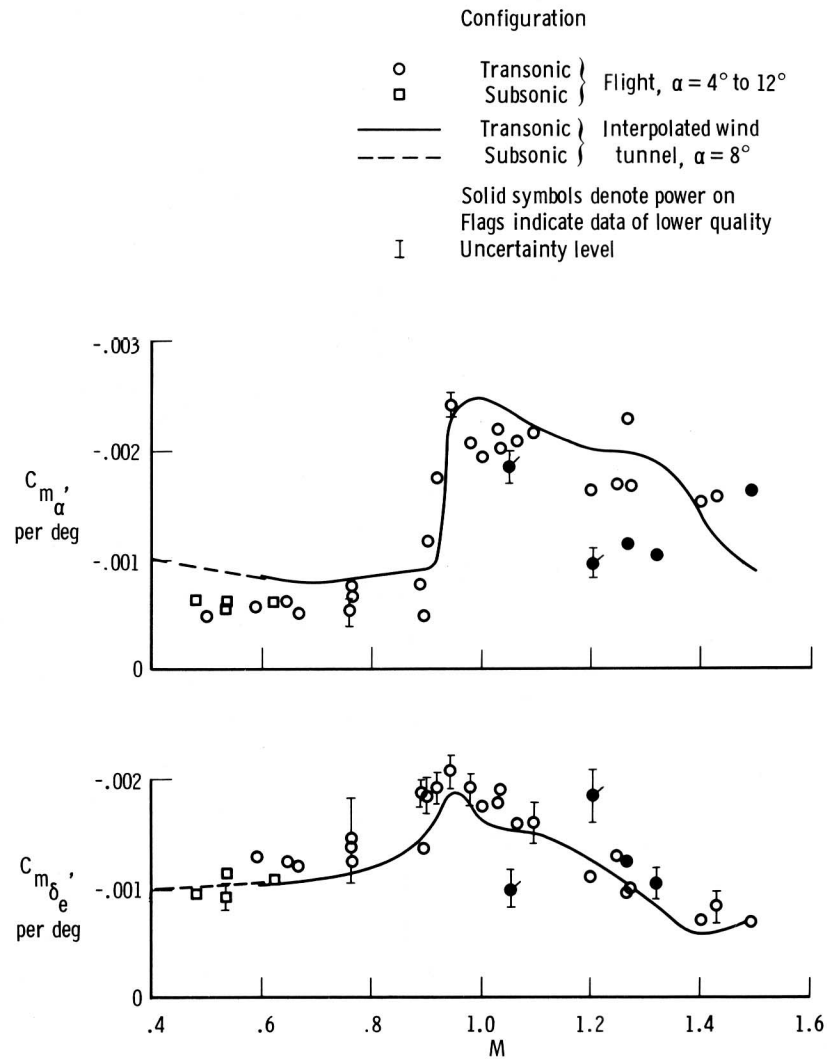 Configuration
Transonic
Subsonic
Flight, α = 4° to 12°
Transonic
Subsonic
Interpolated wind
tunnel, α = 8°
Solid symbols denote power on
Flags indicate data of lower quality
Uncertainty level
-.003
-.002
-.001
0
Cmα,
per deg
-.002
-.001
0
Cmδe,
per deg
.4 .6 .8 1.0 1.2 1.4 1.6
M